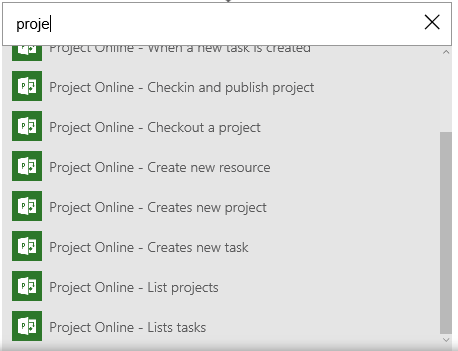 proje
Project Online - When a new task is created
Project Online - Checkin and publish project
Project Online - Checkout a project
Project Online - Create new resource
Project Online - Creates new project
Project Online - Creates new task
Project Online - List projects
Project Online - Lists tasks